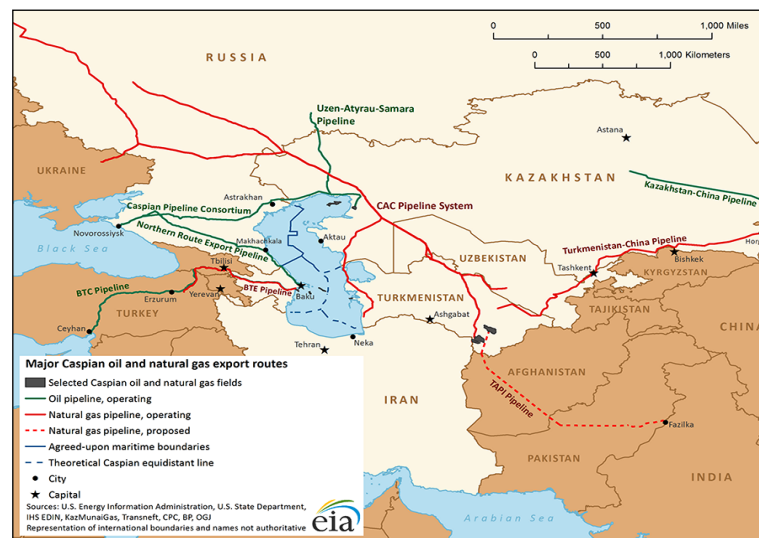 0 500 1,000 Miles
0 500 1,000 Kilometers
RUSSIA
Uzen-Atyrau-Samara
Pipeline
Astana
UKRAINE
KAZAKHSTAN
Kazakhstan-China Pipeline
Astrakhan
Caspian Pipeline Consortium
CAC Pipeline System
Novorossiysk
Northern Route Export Pipeline
Black Sea
Makhachkala
Aktau
Turkmenistan-China Pipeline
Bishkek
UZBEKISTAN
Tashkent
KYRGYZSTAN
Tbilisi
BTE Pipeline
Baku
BTC Pipeline
Erzurum
Yerevan
TURKMENISTAN
TAJIKISTAN
TURKEY
Ashgabat
CHINA
Ceyhan
Tehran
Neka
AFGHANISTAN
IRAN
TAPI Pipeline
Fazilka
PAKISTAN
INDIA
Arabian Sea
Major Caspian oil and natural gas export routes
Selected Caspian oil and natural gas fields
Oil pipeline, operating
Natural gas pipeline, operating
Natural gas pipeline, proposed
Agreed-upon maritime boundaries
Theoretical Caspian equidistant line
City
Capital
Sources: U.S. Energy Information Administration, U.S. State Department,
IHS EDIN, KazMunaiGas, Transneft, CPC, BP, OGJ
Representation of international boundaries and names not authoritative
eia